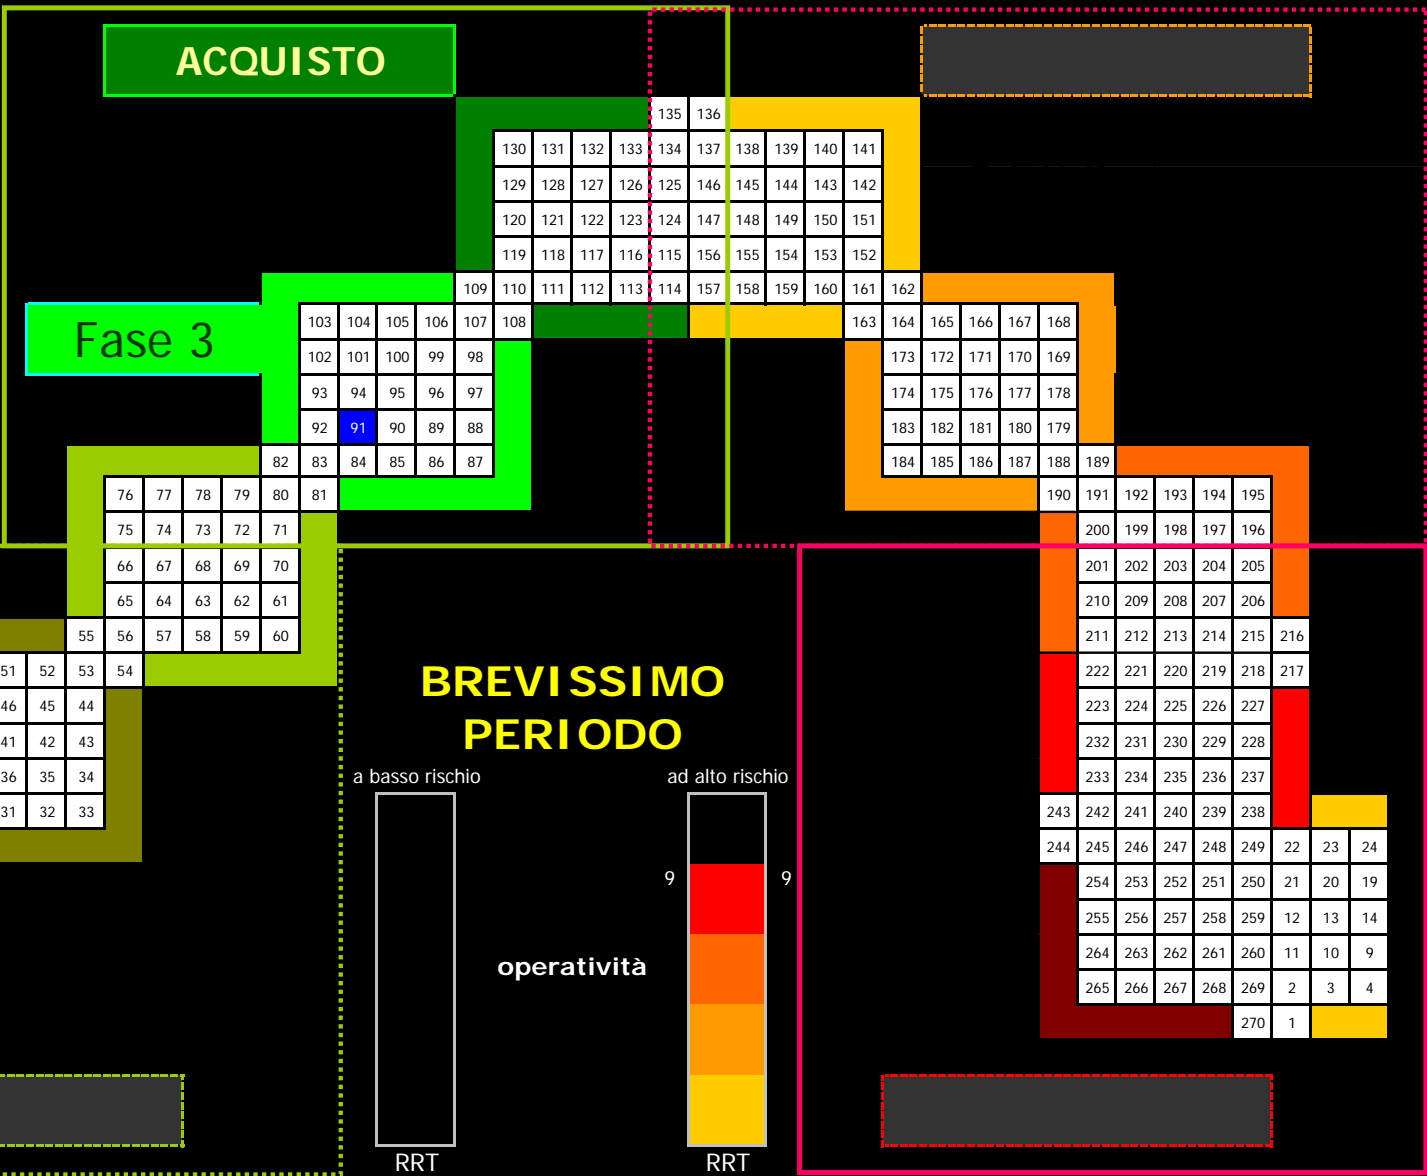 ACQUISTO
135 136
130 131 132 133 134 137 138 139 140 141
129 128 127 126 125 146 145 144 143 142
120 121 122 123 124 147 148 149 150 151
119 118 117 116 115 156 155 154 153 152
109 110 111 112 113 114 157 158 159 160 161 162
Fase 3
103 104 105 106 107 108 163 164 165 166 167 168
102 101 100 99 98 173 172 171 170 169
93 94 95 96 97 174 175 176 177 178
92 91 90 89 88 183 182 181 180 179
82 83 84 85 86 87 184 185 186 187 188 189
76 77 78 79 80 81 190 191 192 193 194 195
75 74 73 72 71 200 199 198 197 196
66 67 68 69 70 201 202 203 204 205
65 64 63 62 61 210 209 208 207 206
55 56 57 58 59 60 211 212 213 214 215 216
51 52 53 54 222 221 220 219 218 217
46 45 44 223 224 225 226 227
41 42 43 232 231 230 229 228
36 35 34 233 234 235 236 237
31 32 33 243 242 241 240 239 238
244 245 246 247 248 249 22 23 24
254 253 252 251 250 21 20 19
255 256 257 258 259 12 13 14
264 263 262 261 260 11 10 9
265 266 267 268 269 2 3 4
270 1
BREVISSIMO
PERIODO
a basso rischio
ad alto rischio
9 9
operatività
RRT
RRT